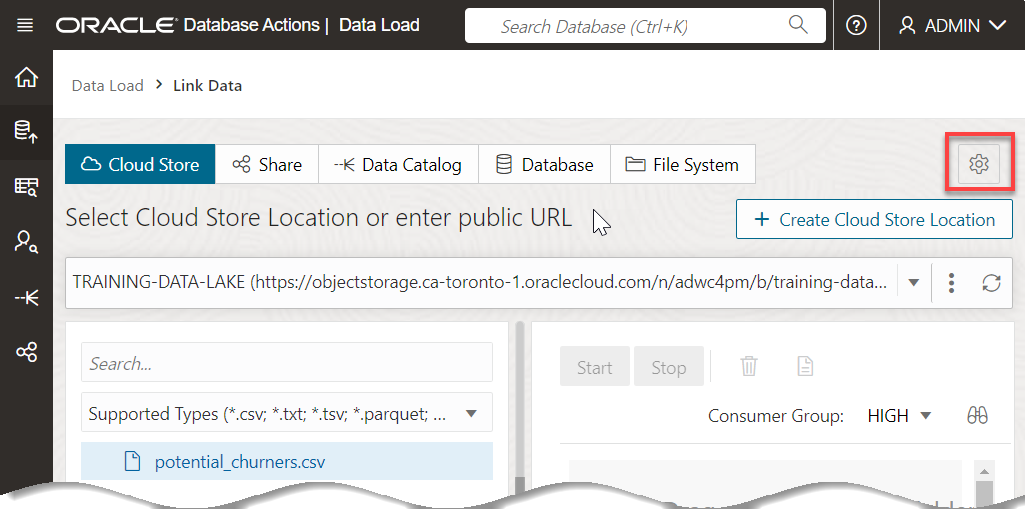 ORACLE Database Actions | Data Load
Search Database (Ctrl+K)
ADMIN
Data Load > Link Data
Cloud Store
Share
Data Catalog
Database
File System
Select Cloud Store Location or enter public URL
+ Create Cloud Store Location
TRAINING-DATA-LAKE (https://objectstorage.ca-toronto-1.oraclecloud.com/n/adwc4pm/b/training-data...
Search...
Start
Stop
Supported Types (*.csv; *.txt; *.tsv; *.parquet; ...
Consumer Group: HIGH
potential_churners.csv